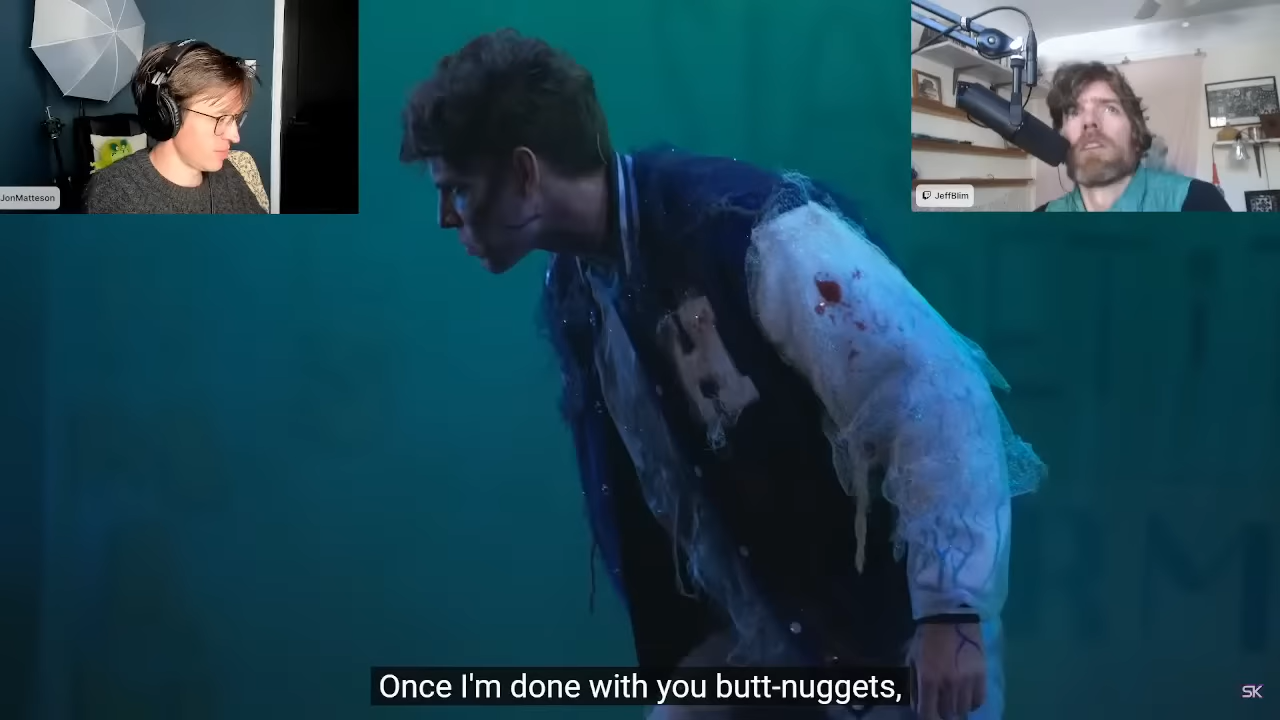 JonMatteson
JeffBlim
H
Once I'm done with you butt-nuggets,
SK